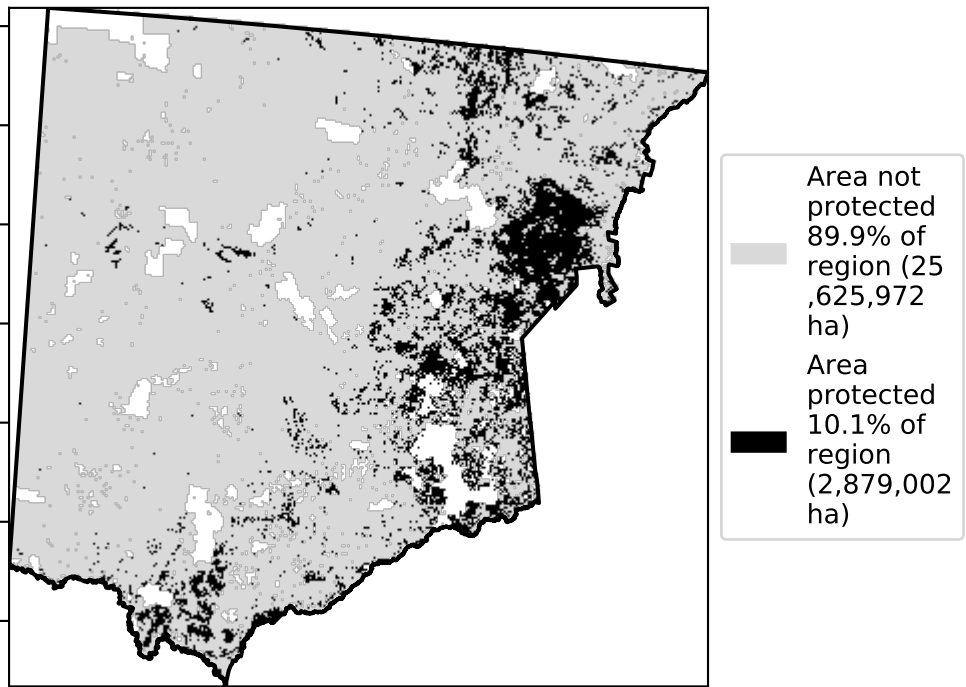 Area not
protected
89.9% of
region (25
,625,972
ha)
Area
protected
10.1% of
region
(2,879,002
ha)